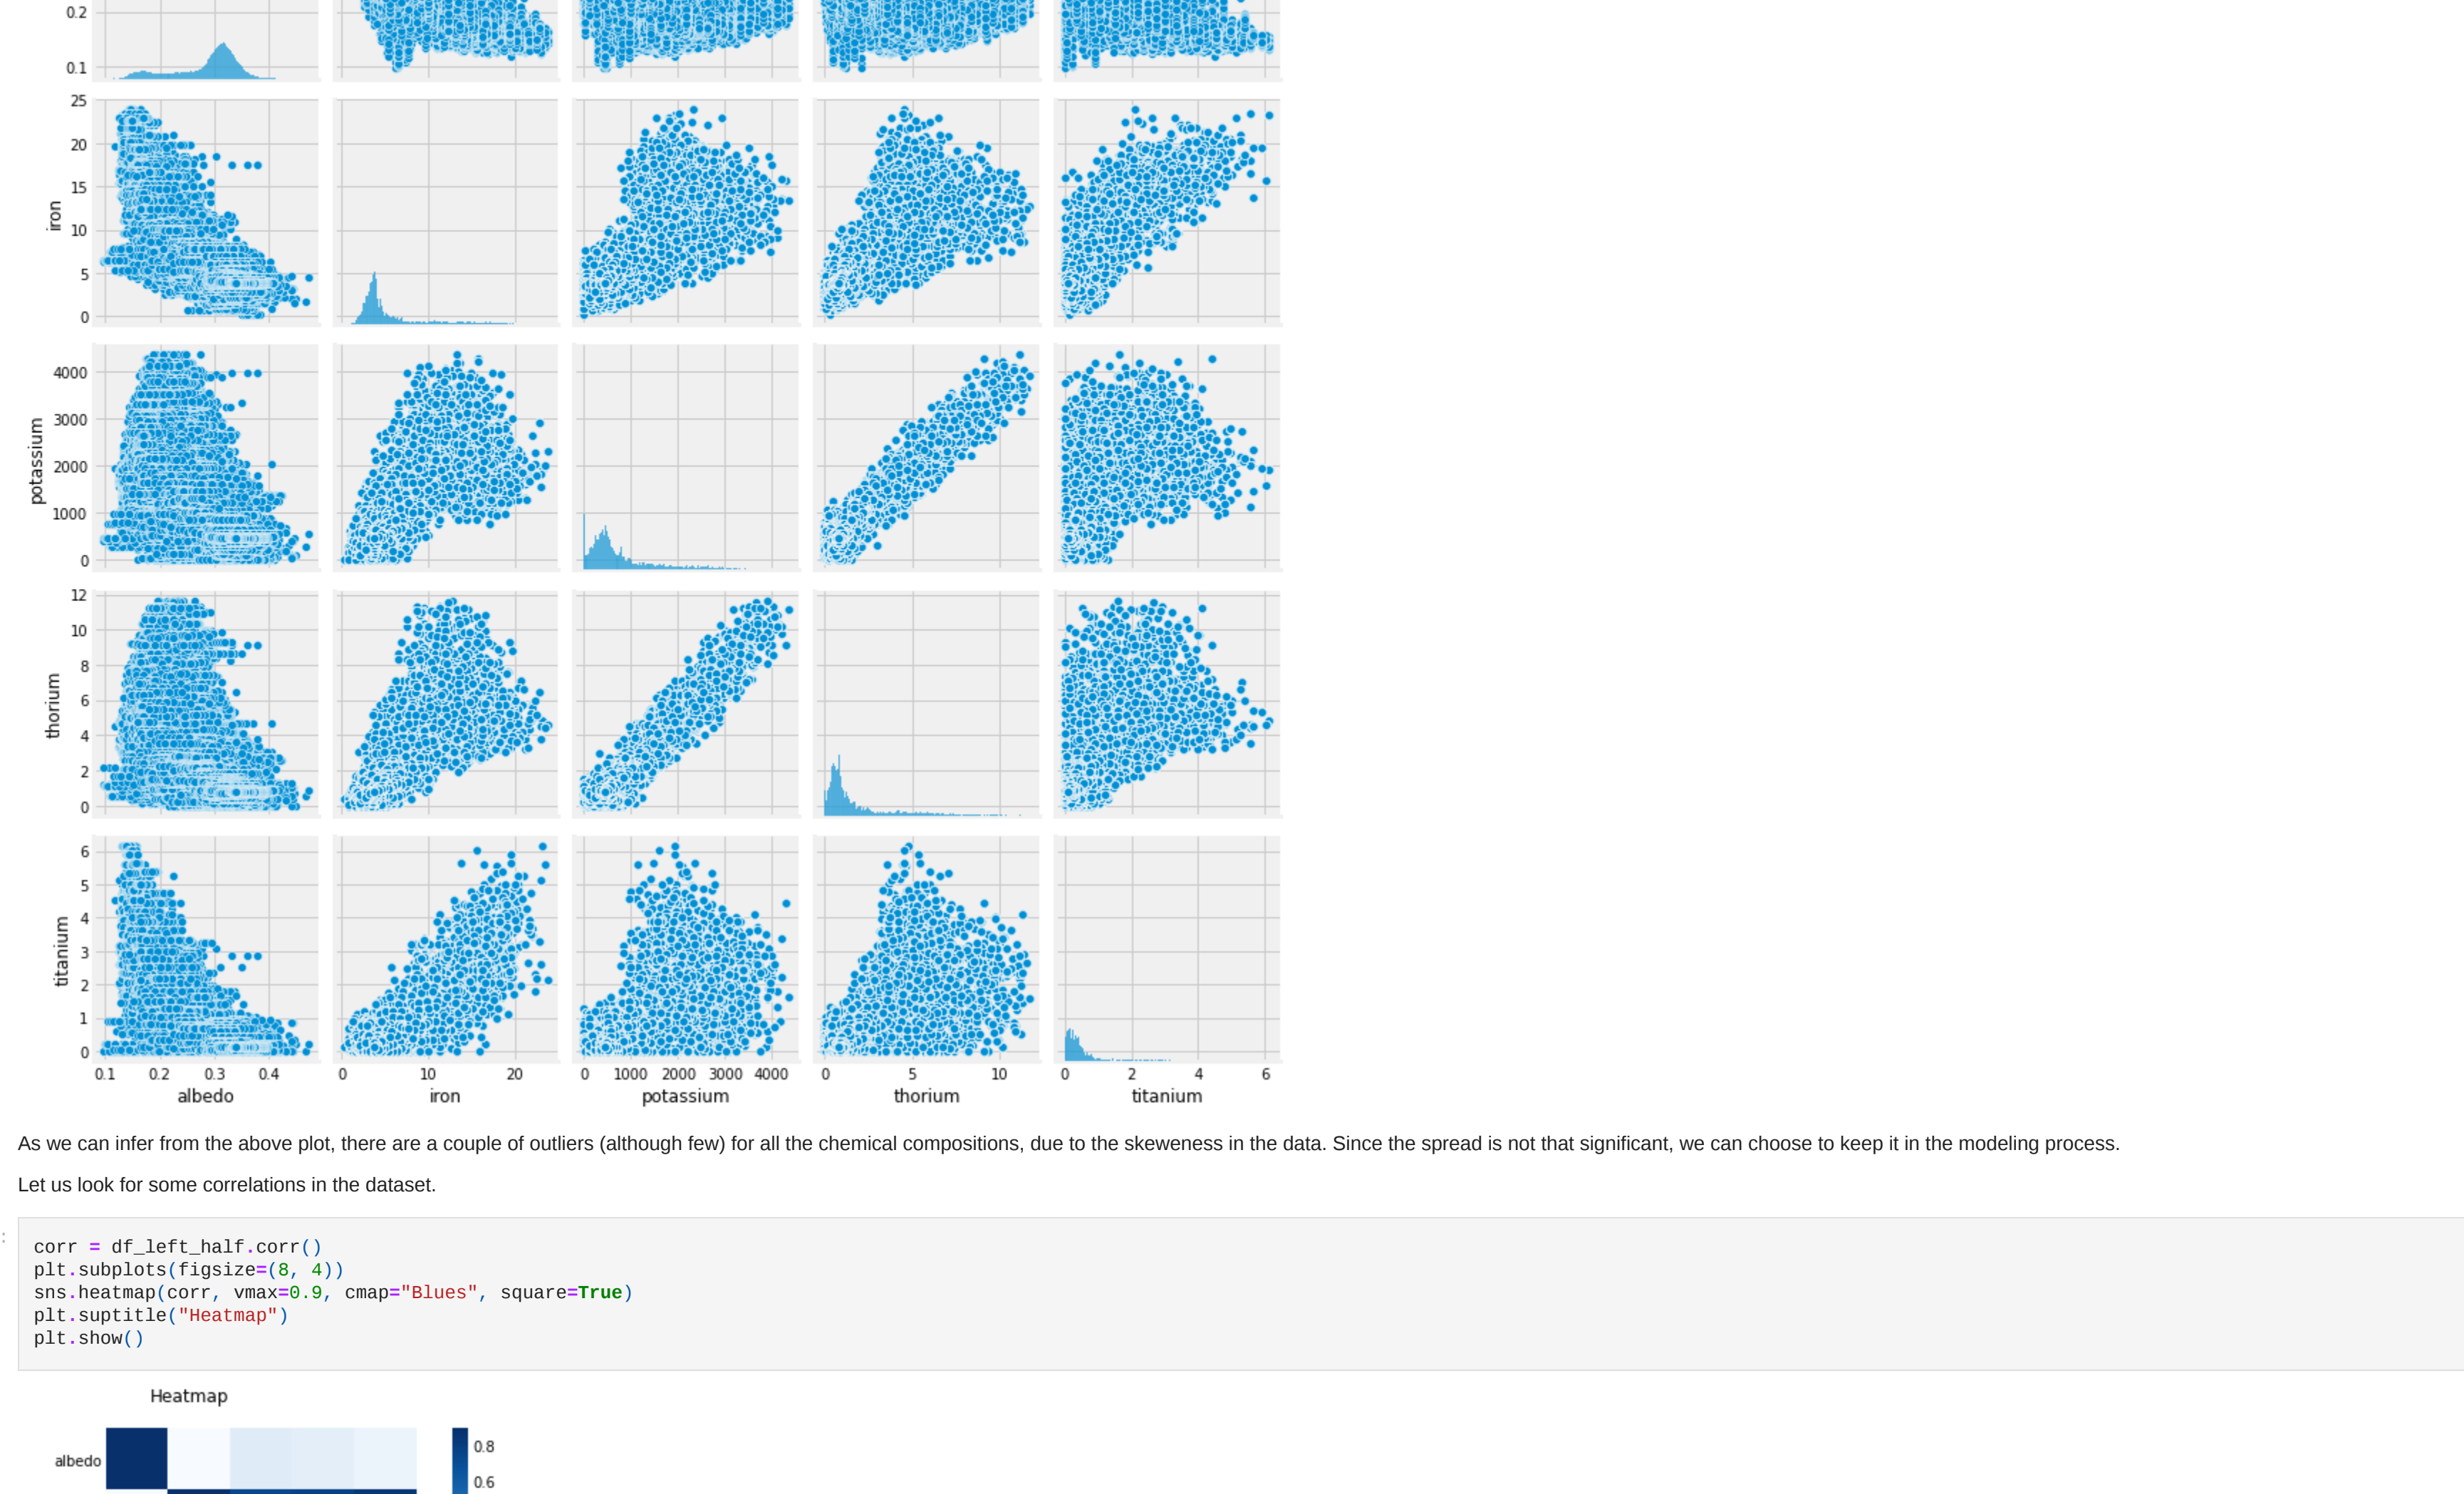 0.2
0.1
25
20
15
10
5
0
iron
4000
3000
2000
1000
0
potassium
12
10
8
6
4
2
0
thorium
6
5
4
3
2
1
0
titanium
0.1 0.2 0.3 0.4 0 10 20 0 1000 2000 3000 4000 0 5 10 0 2 4 6
albedo iron potassium thorium titanium
As we can infer from the above plot, there are a couple of outliers (although few) for all the chemical compositions, due to the skeweness in the data. Since the spread is not that significant, we can choose to keep it in the modeling process.
Let us look for some correlations in the dataset.
:
corr = df_left_half.corr()
plt.subplots(figsize=(8, 4))
sns.heatmap(corr, vmax=0.9, cmap="Blues", square=True)
plt.suptitle("Heatmap")
plt.show()
Heatmap
albedo
0.8
0.6